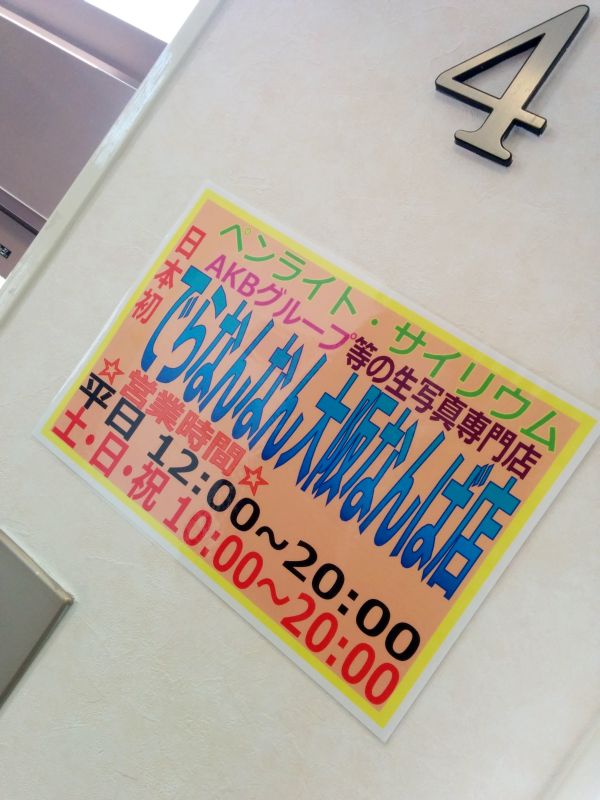 4
日本初
ペンライト・サイリウム
AKBグループ等の生写真専門店
でらなんなん大阪なんば店
☆営業時間☆
平日 12:00~20:00
土・日・祝 10:00~20:00